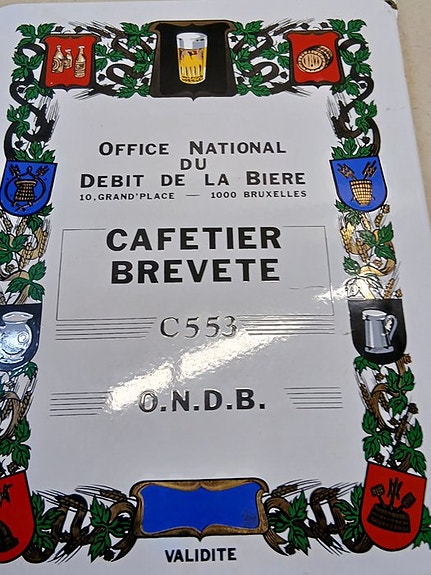 OFFICE NATIONAL
DU
DEBIT DE LA BIERE
10, GRAND'PLACE — 1000 BRUXELLES
CAFETIER
BREVETE
C553
O.N.D.B.
VALIDITE